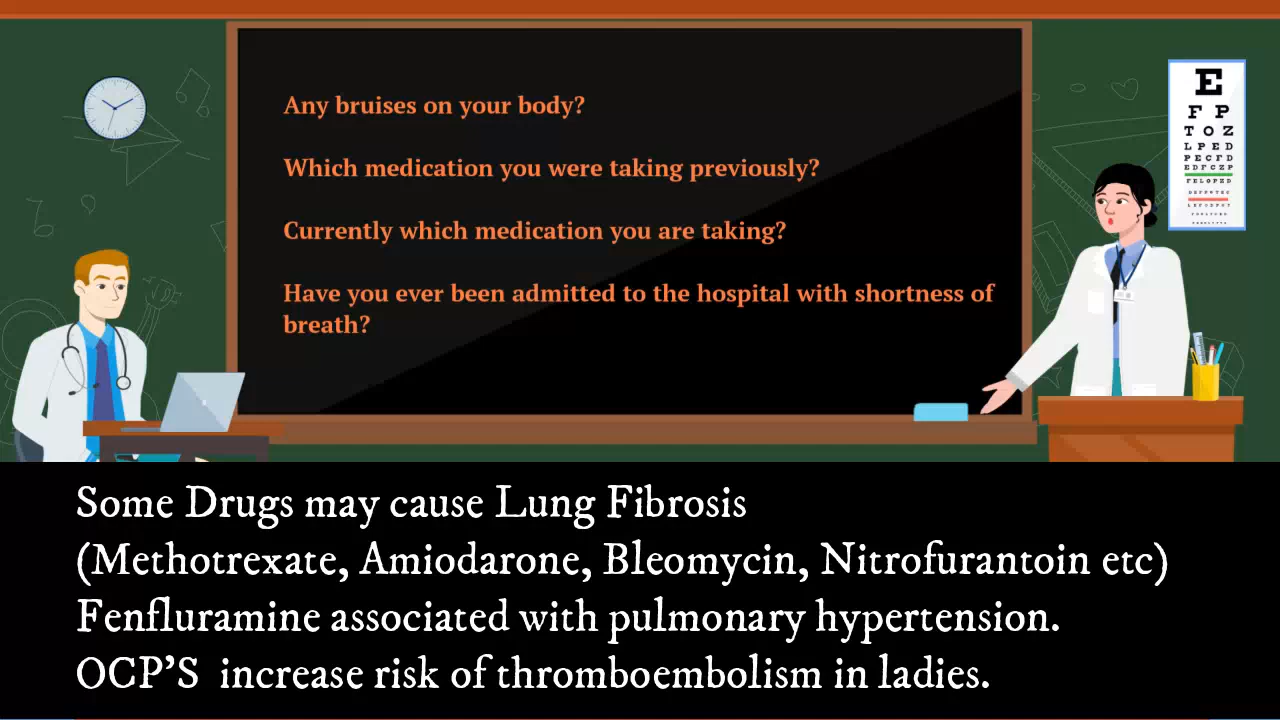 Any bruises on your body?
Which medication you were taking previously?
Currently which medication you are taking?
Have you ever been admitted to the hospital with shortness of
breath?
E
F P
T O Z
L P E D
P E C F D
E D F C Z P
F E L O P Z D
Some Drugs may cause Lung Fibrosis
(Methotrexate, Amiodarone, Bleomycin, Nitrofurantoin etc)
Fenfluramine associated with pulmonary hypertension.
OCP'S increase risk of thromboembolism in ladies.